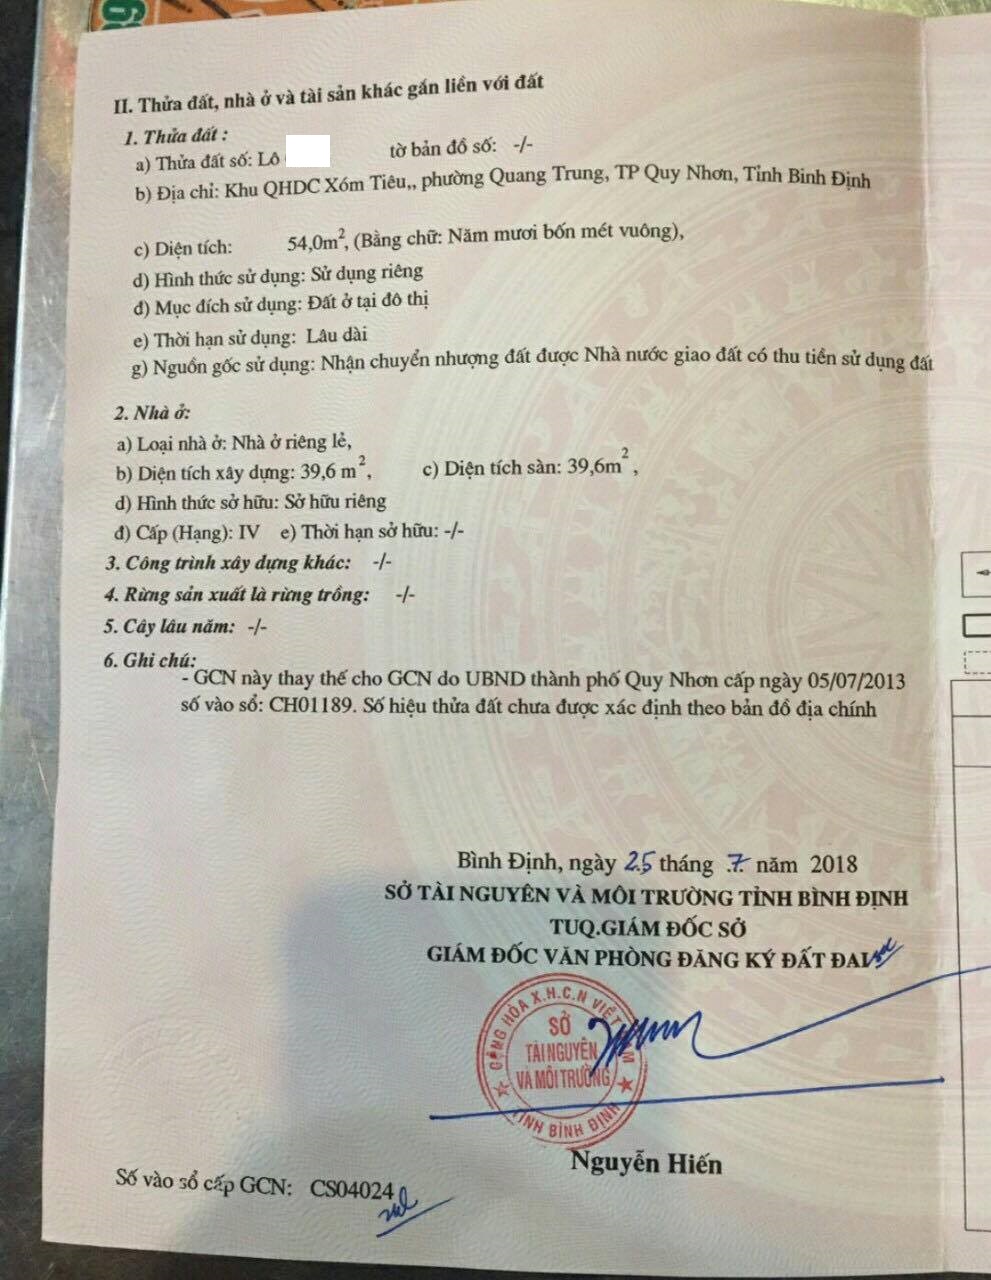 II. Thửa đất, nhà ở và tài sản khác gắn liền với đất
1. Thửa đất :
a) Thửa đất số: Lô tờ bản đồ số: -/-
b) Địa chỉ: Khu QHDC Xóm Tiêu,, phường Quang Trung, TP Quy Nhơn, Tỉnh Bình Định
c) Diện tích: 54,0m², (Bằng chữ: Năm mươi bốn mét vuông),
d) Hình thức sử dụng: Sử dụng riêng
đ) Mục đích sử dụng: Đất ở tại đô thị
e) Thời hạn sử dụng: Lâu dài
g) Nguồn gốc sử dụng: Nhận chuyển nhượng đất được Nhà nước giao đất có thu tiền sử dụng đất
2. Nhà ở:
a) Loại nhà ở: Nhà ở riêng lẻ,
b) Diện tích xây dựng: 39,6 m², c) Diện tích sàn: 39,6m²,
d) Hình thức sở hữu: Sở hữu riêng
đ) Cấp (Hạng): IV e) Thời hạn sở hữu: -/-
3. Công trình xây dựng khác: -/-
4. Rừng sản xuất là rừng trồng: -/-
5. Cây lâu năm: -/-
6. Ghi chú:
- GCN này thay thế cho GCN do UBND thành phố Quy Nhơn cấp ngày 05/07/2013
số vào sổ: CH01189. Số hiệu thửa đất chưa được xác định theo bản đồ địa chính
Bình Định, ngày 25 tháng .7. năm 2018
SỞ TÀI NGUYÊN VÀ MÔI TRƯỜNG TỈNH BÌNH ĐỊNH
TUQ.GIÁM ĐỐC SỞ
GIÁM ĐỐC VĂN PHÒNG ĐĂNG KÝ ĐẤT ĐAI
CỘNG HÒA X.H.C.N VIỆT NAM
SỞ
TÀI NGUYÊN
VÀ MÔI TRƯỜNG
TỈNH BÌNH ĐỊNH
Nguyễn Hiến
Số vào sổ cấp GCN: CS04024